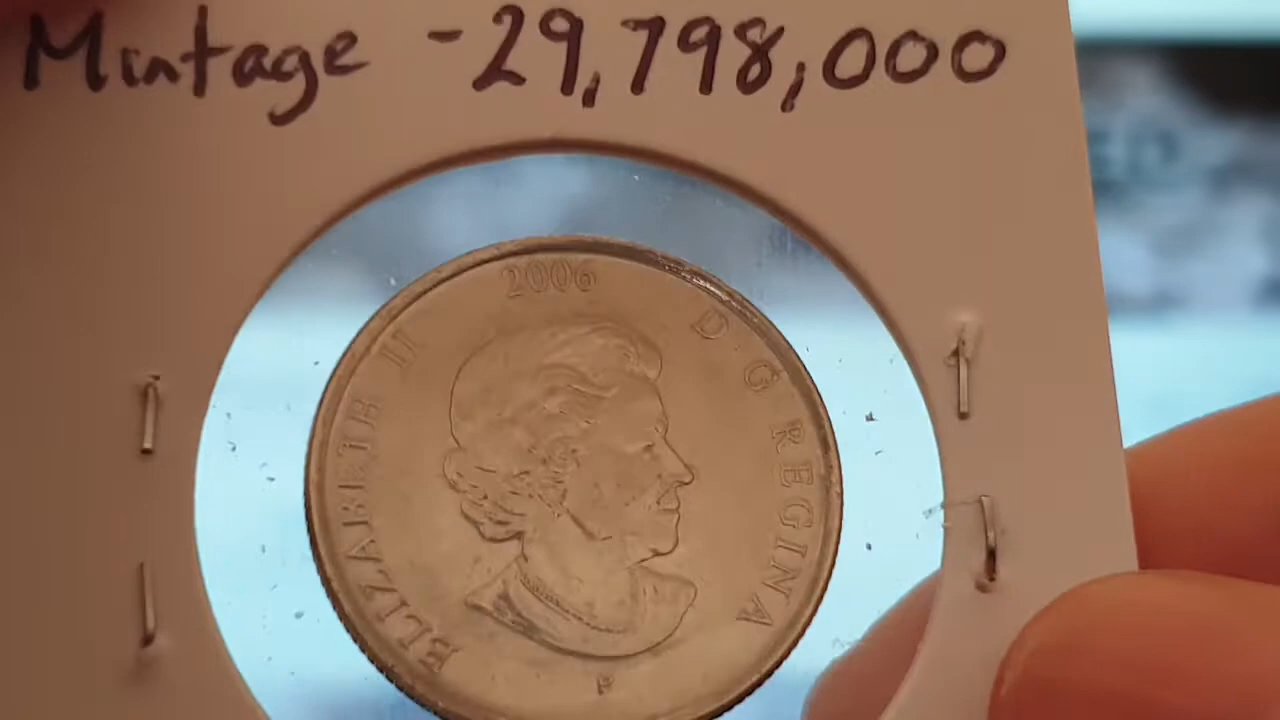 Mintage - 29,798,000
2006
ELIZABETH II
D·G·REGINA
P